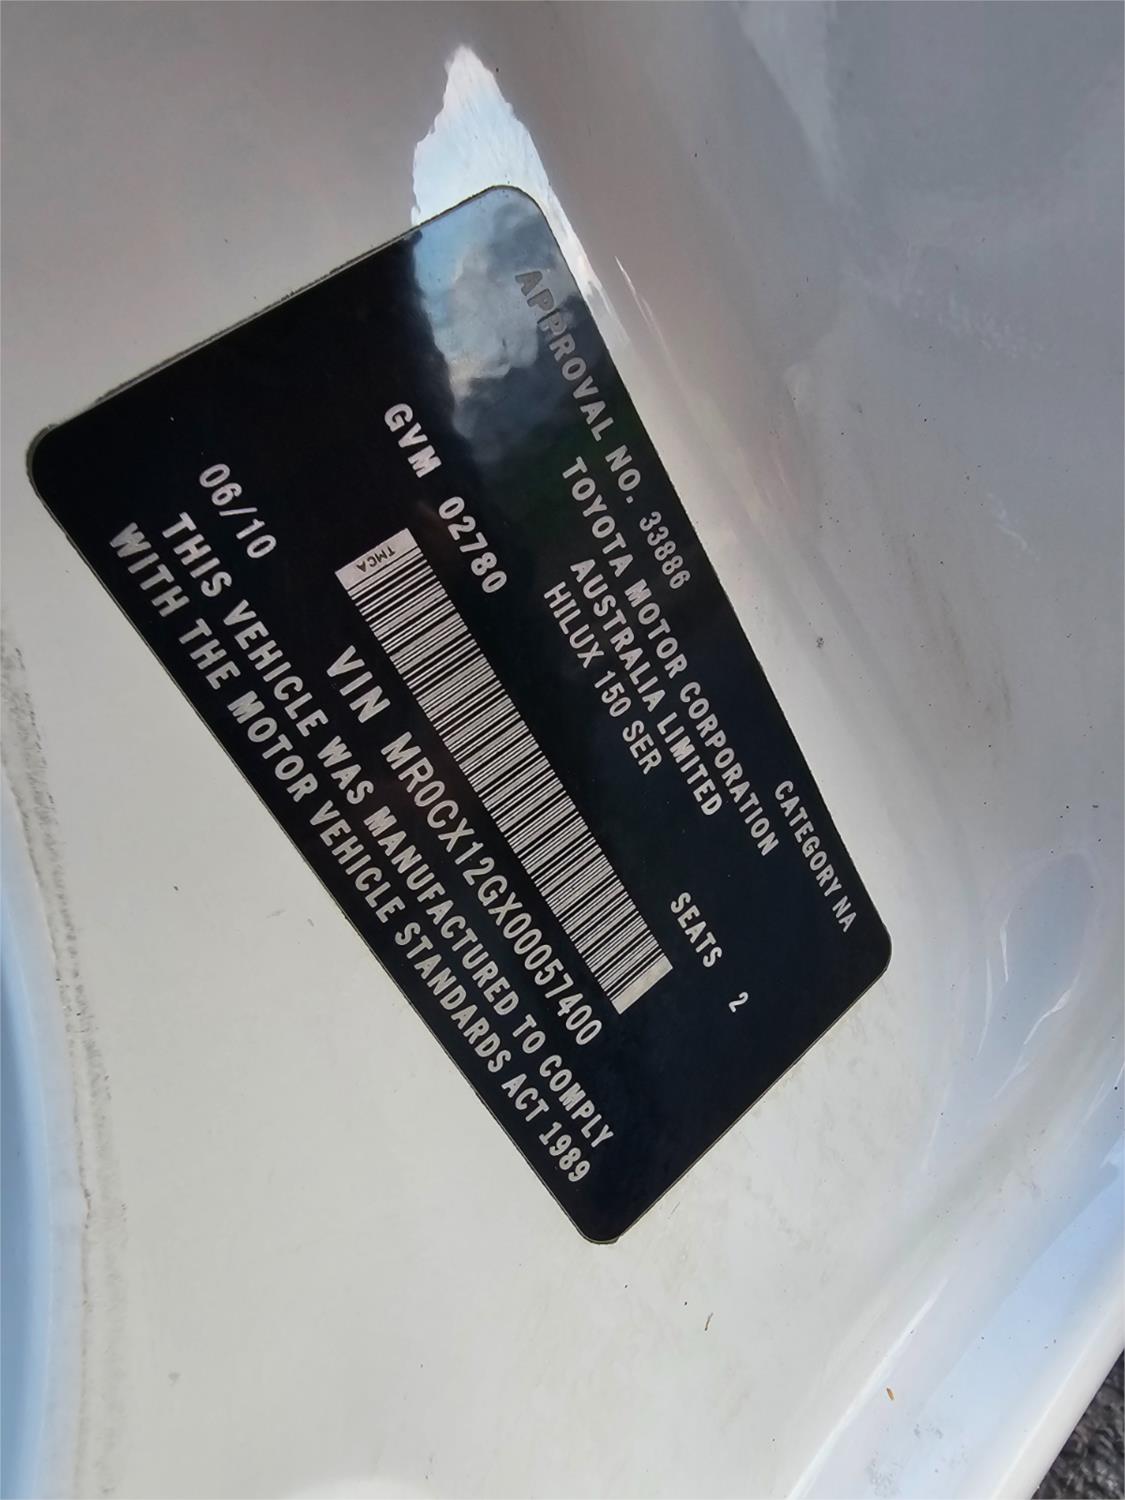 APPROVAL NO. 33886 CATEGORY NA
TOYOTA MOTOR CORPORATION
AUSTRALIA LIMITED
HILUX 150 SER
GVM 02780 SEATS 2
TMCA
VIN MR0CX12GX00057400
06/10
THIS VEHICLE WAS MANUFACTURED TO COMPLY
WITH THE MOTOR VEHICLE STANDARDS ACT 1989